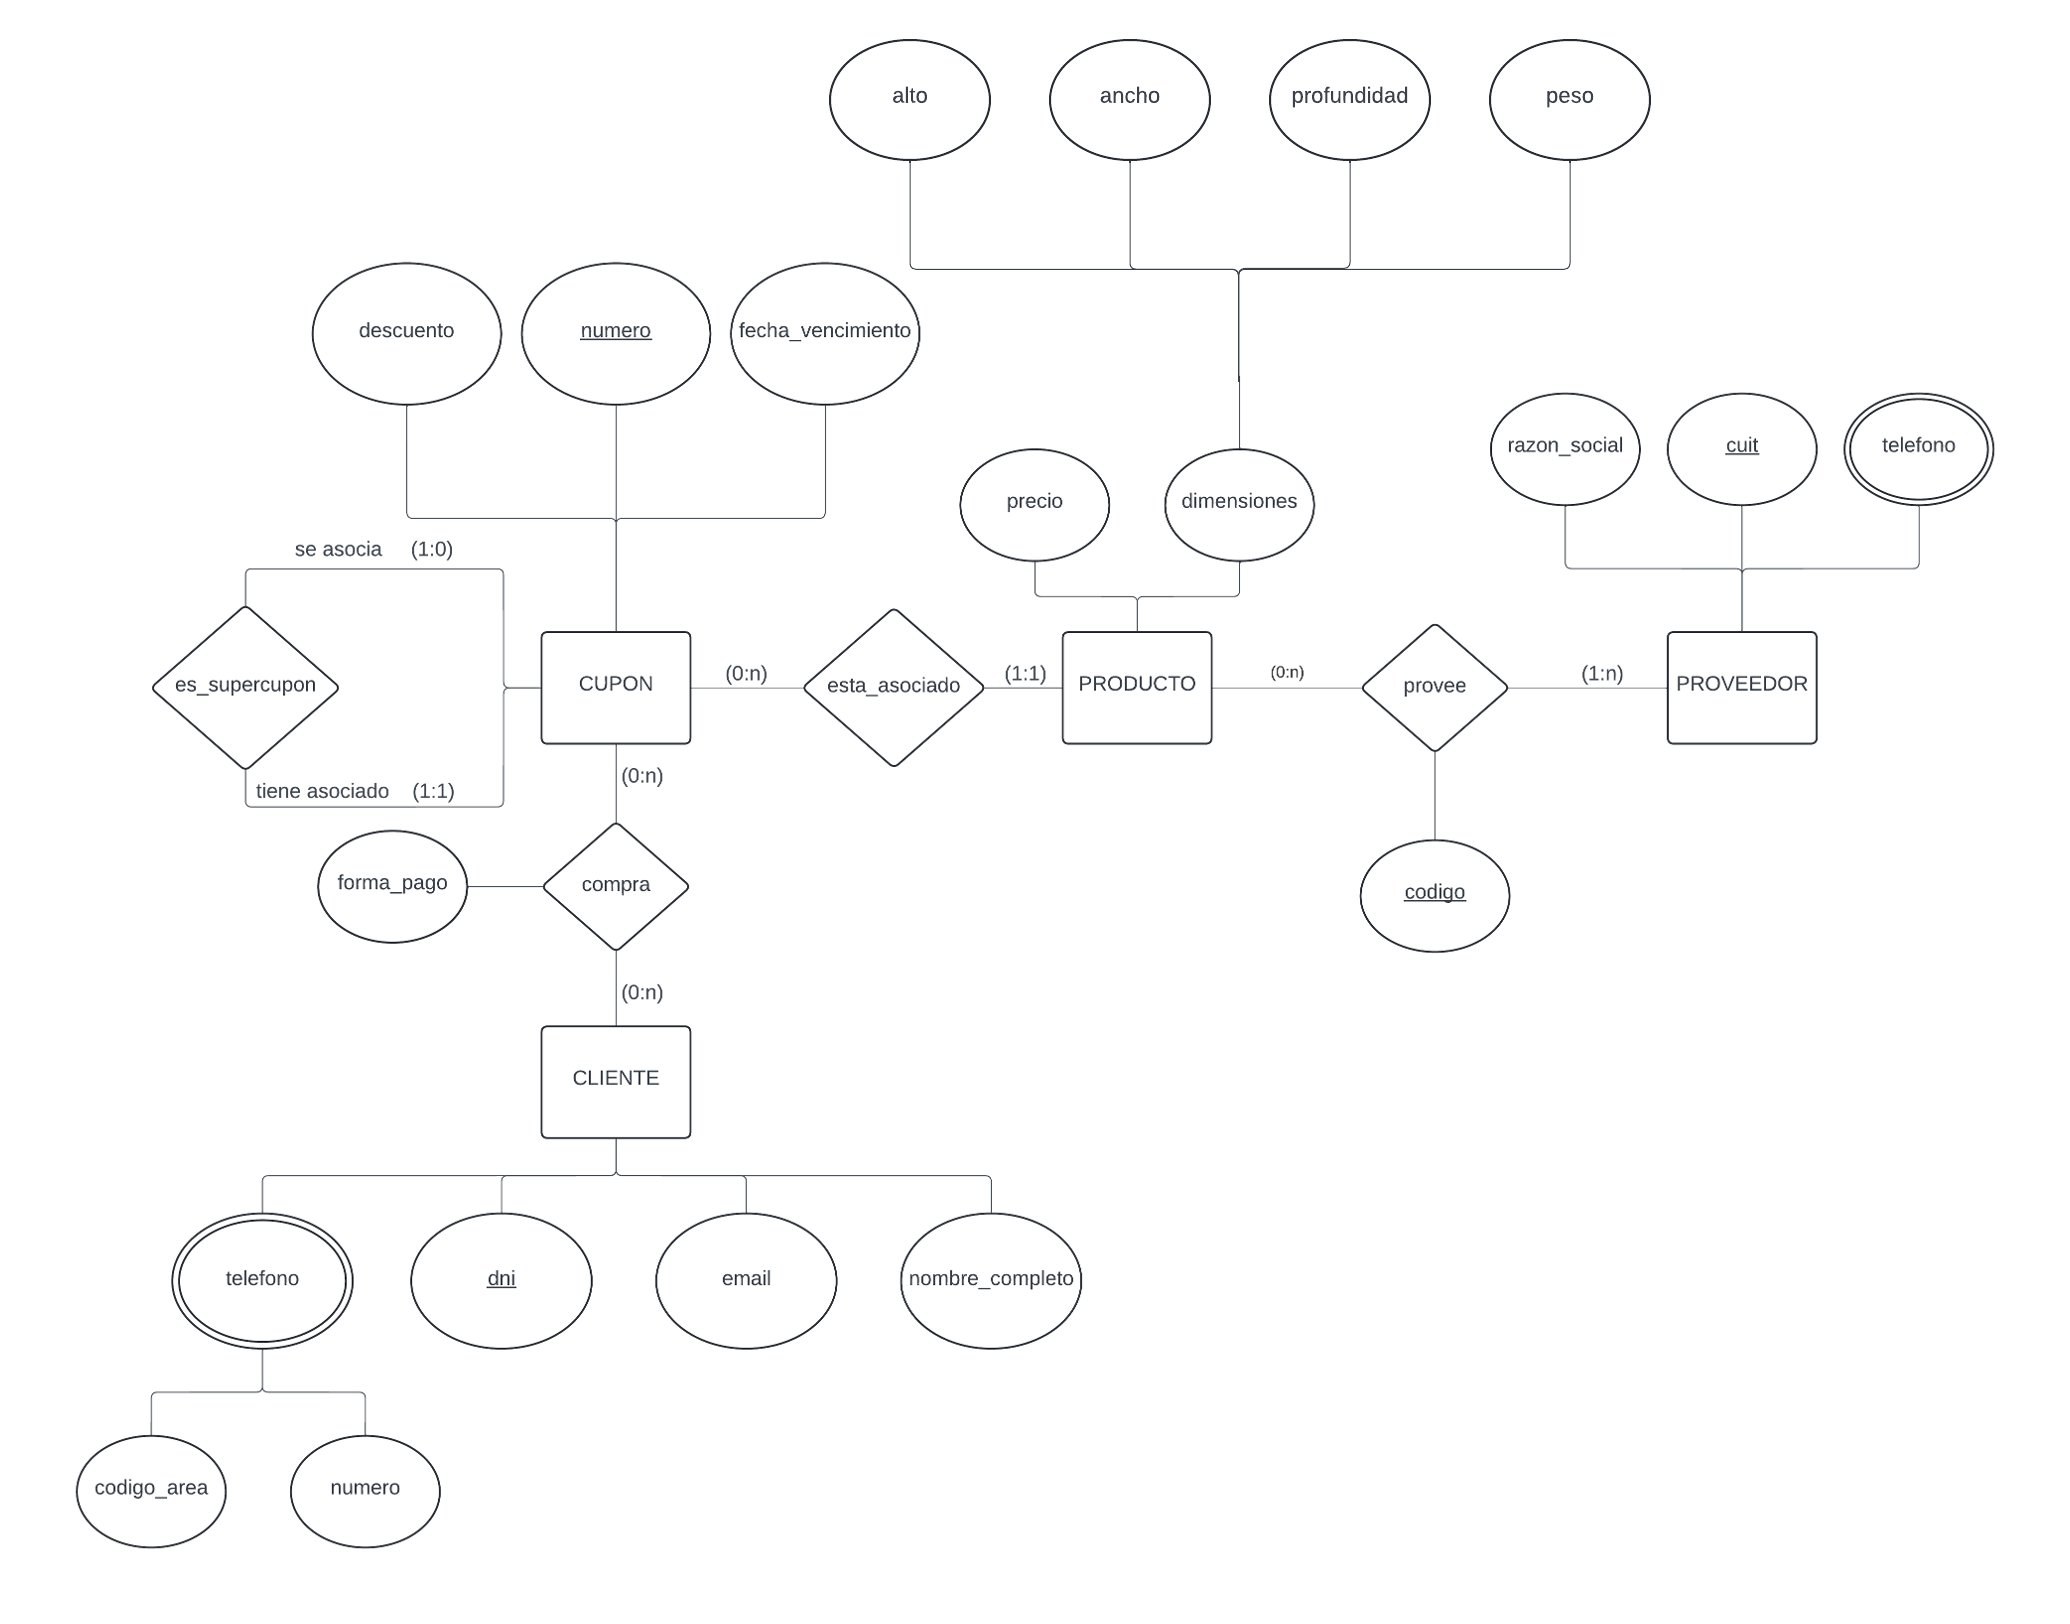 alto
ancho
profundidad
peso
descuento
numero
fecha_vencimiento
razon_social
cuit
telefono
precio
dimensiones
se asocia (1:0)
es_supercupon
CUPON
(0:n)
esta_asociado
(1:1)
PRODUCTO
(0:n)
provee
(1:n)
PROVEEDOR
tiene asociado (1:1)
(0:n)
forma_pago
compra
codigo
(0:n)
CLIENTE
telefono
dni
email
nombre_completo
codigo_area
numero